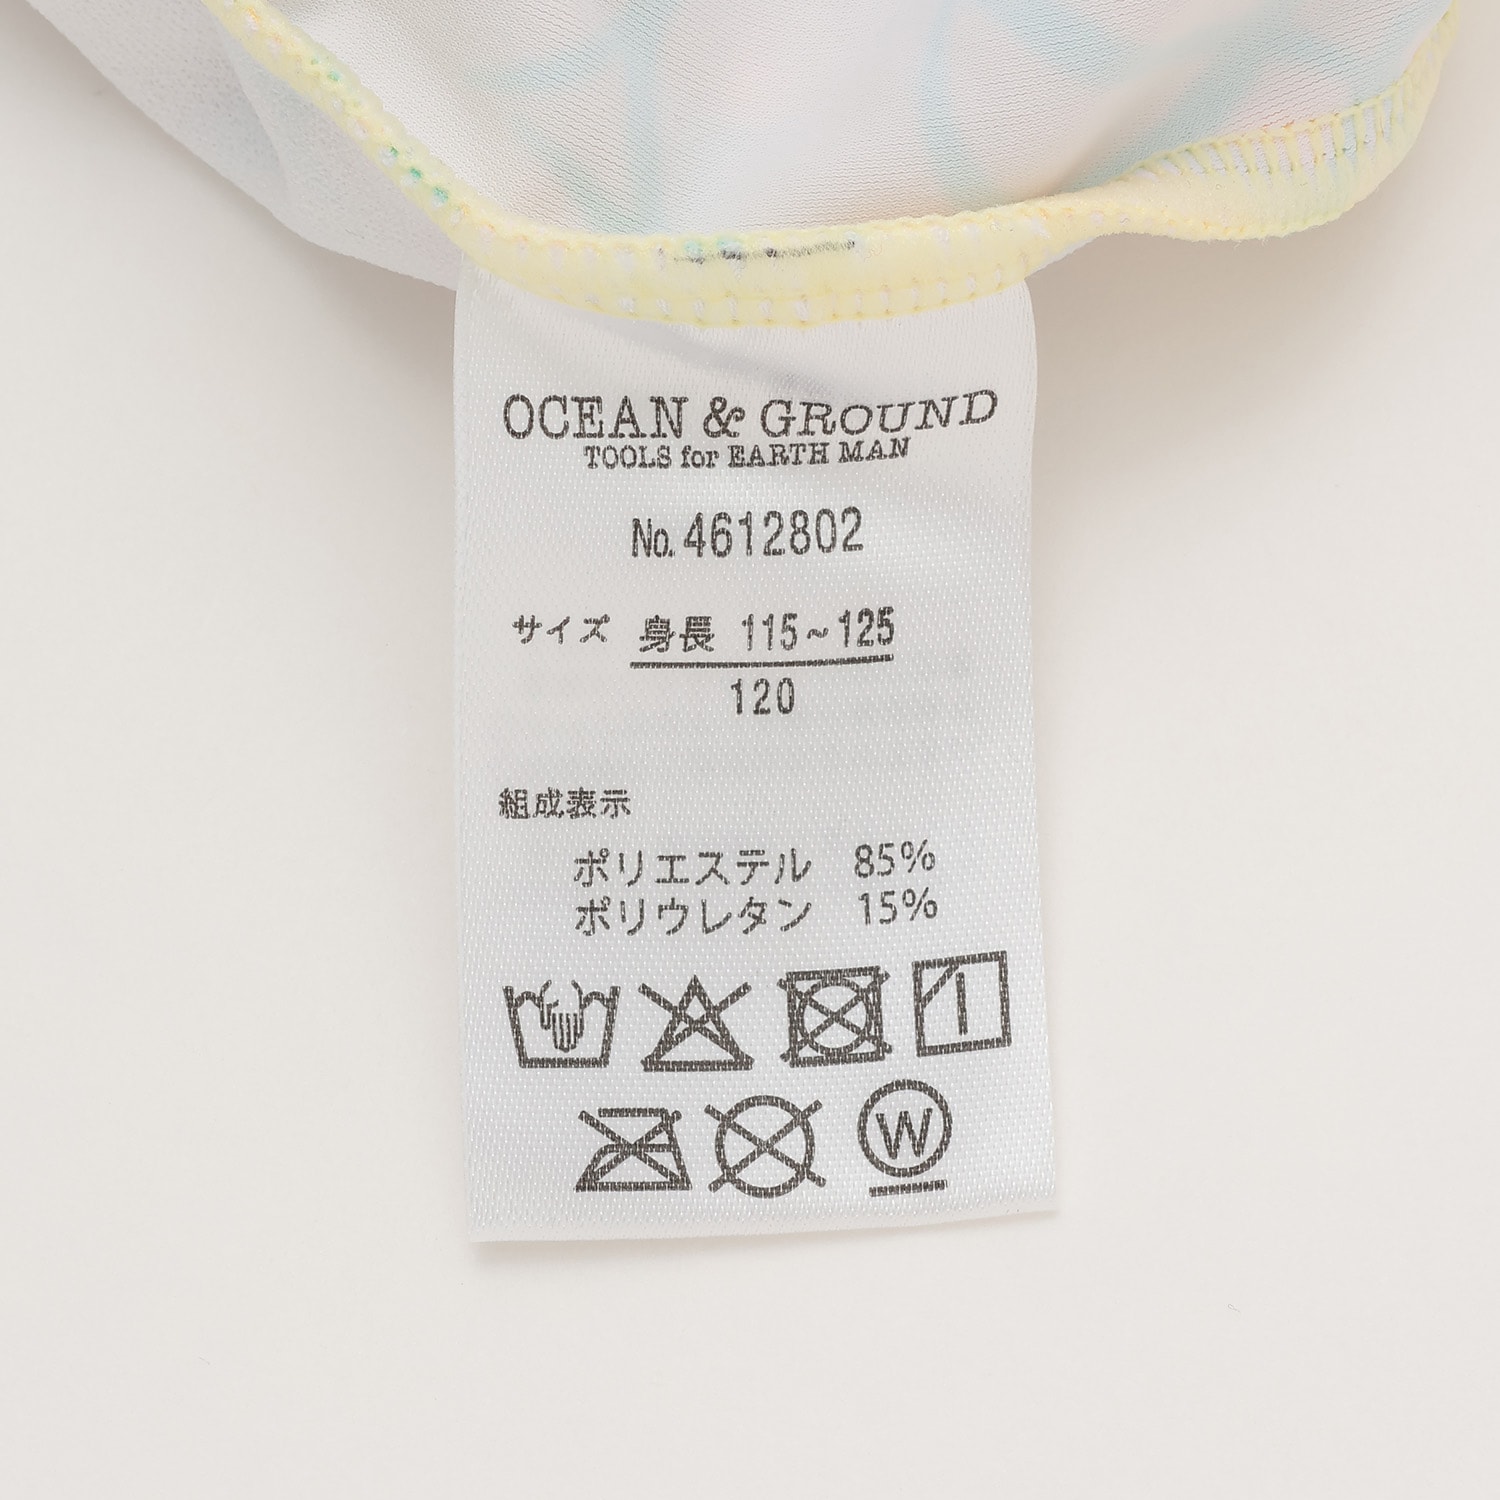 OCEAN & GROUND
TOOLS for EARTH MAN
No. 4612802
サイズ 身長 115~125
120
組成表示
ポリエステル 85%
ポリウレタン 15%
W